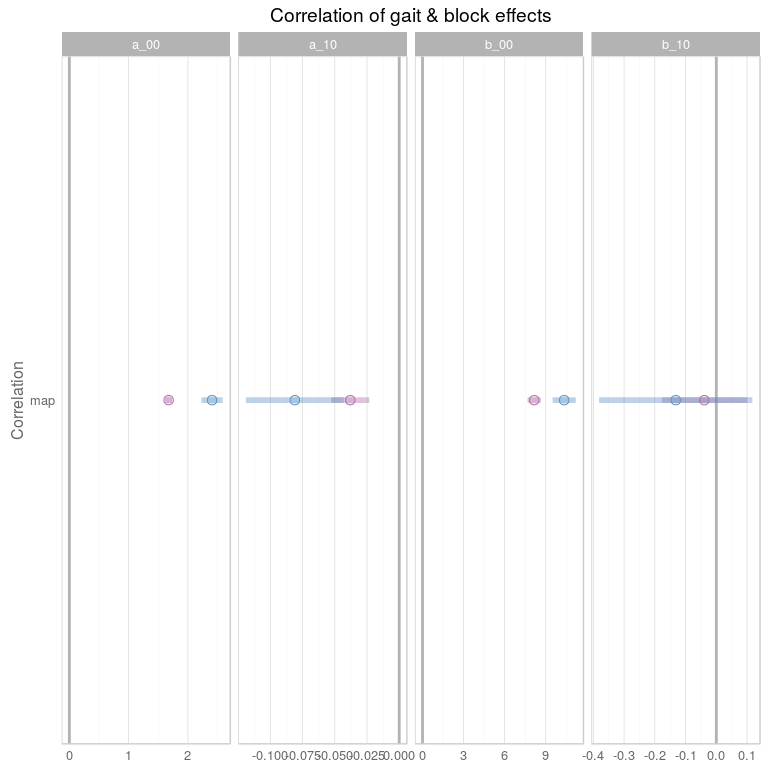 Correlation of gait & block effects
a_00 a_10 b_00 b_10
Correlation
map
0 1 2 -0.100 -0.075 -0.050 -0.025 0.000 0 3 6 9 -0.4 -0.3 -0.2 -0.1 0.0 0.1